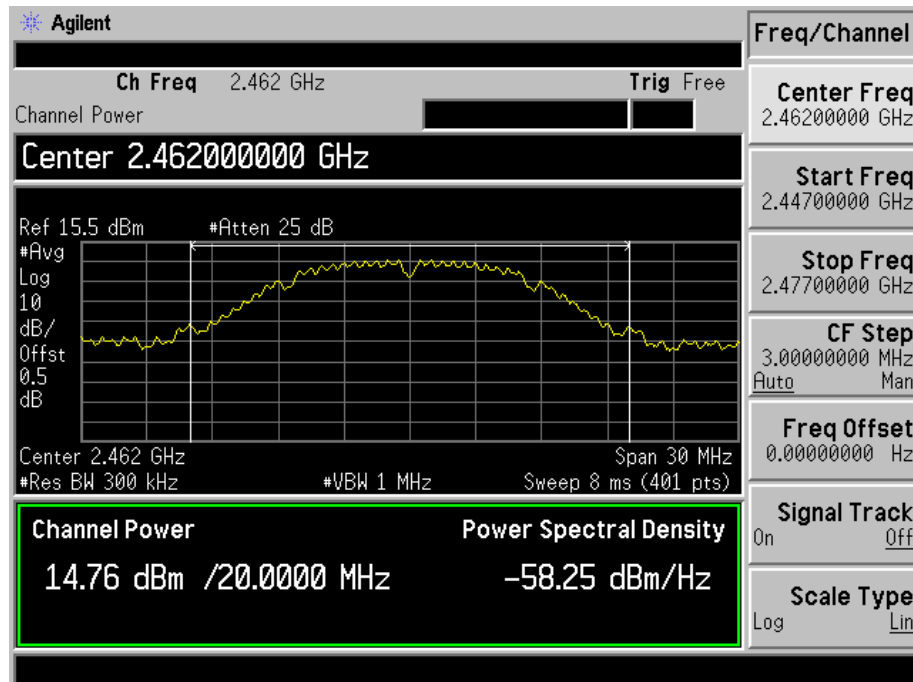 Agilent
Ch Freq 2.462 GHz Trig Free
Channel Power
Center 2.462000000 GHz
Ref 15.5 dBm #Atten 25 dB
#Avg
Log
10
dB/
Offst
0.5
dB
Center 2.462 GHz Span 30 MHz
#Res BW 300 kHz #VBW 1 MHz Sweep 8 ms (401 pts)
Channel Power Power Spectral Density
14.76 dBm /20.0000 MHz -58.25 dBm/Hz
Freq/Channel
Center Freq
2.46200000 GHz
Start Freq
2.44700000 GHz
Stop Freq
2.47700000 GHz
CF Step
3.00000000 MHz
Auto Man
Freq Offset
0.00000000 Hz
Signal Track
On Off
Scale Type
Log Lin